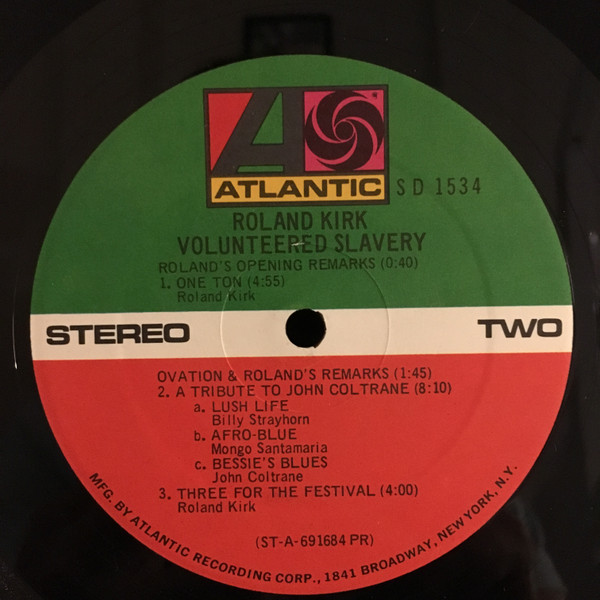 ATLANTIC
SD 1534
ROLAND KIRK
VOLUNTEERED SLAVERY
ROLAND'S OPENING REMARKS (0:40)
1. ONE TON (4:55)
Roland Kirk
STEREO
TWO
OVATION & ROLAND'S REMARKS (1:45)
2. A TRIBUTE TO JOHN COLTRANE (8:10)
a. LUSH LIFE
Billy Strayhorn
b. AFRO-BLUE
Mongo Santamaria
c. BESSIE'S BLUES
John Coltrane
3. THREE FOR THE FESTIVAL (4:00)
Roland Kirk
(ST-A-691684 PR)
MFG. BY ATLANTIC RECORDING CORP., 1841 BROADWAY, NEW YORK, N.Y.